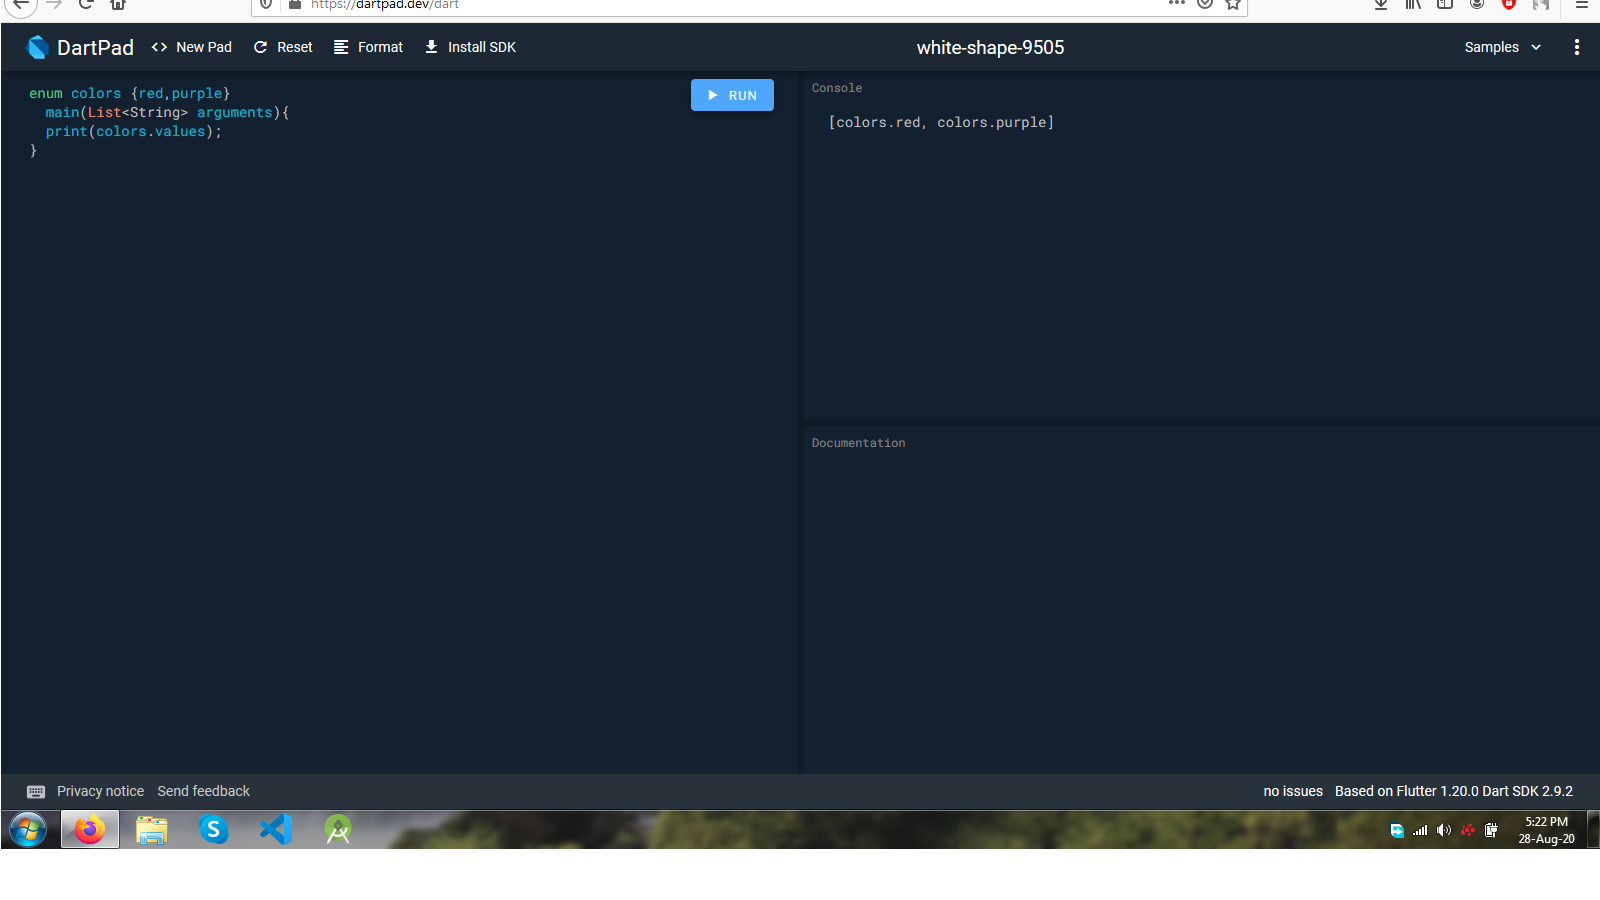 https://dartpad.dev/dart
DartPad <> New Pad Reset Format Install SDK white-shape-9505 Samples
enum colors {red,purple}
main(List<String> arguments){
print(colors.values);
}
RUN
Console
[colors.red, colors.purple]
Documentation
Privacy notice Send feedback no issues Based on Flutter 1.20.0 Dart SDK 2.9.2
5:22 PM
28-Aug-20